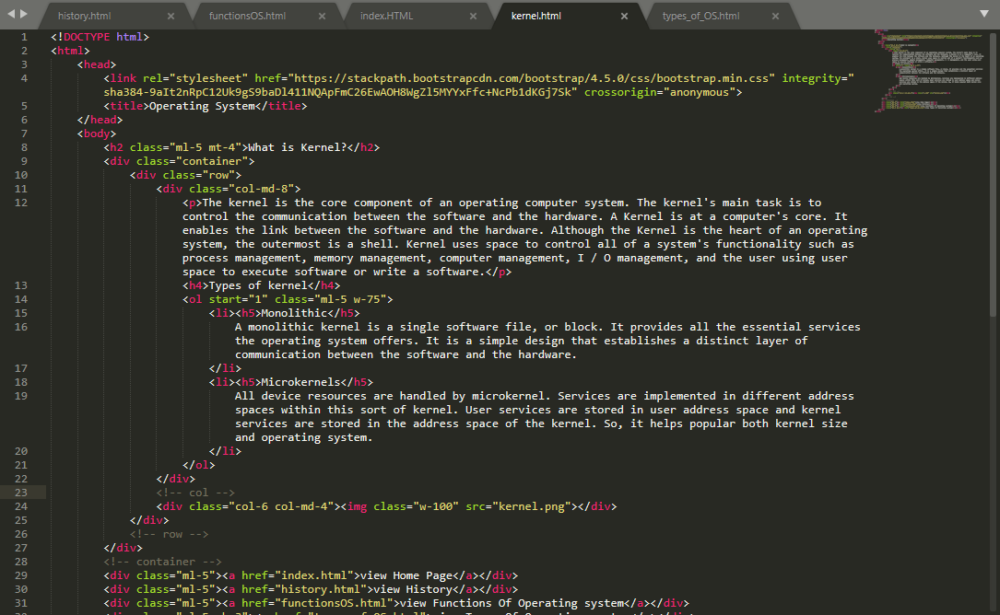 history.html × functionsOS.html × index.HTML × kernel.html × types_of_OS.html ×
1 <!DOCTYPE html>
2 <html>
3 <head>
4 <link rel="stylesheet" href="https://stackpath.bootstrapcdn.com/bootstrap/4.5.0/css/bootstrap.min.css" integrity="
sha384-9aIt2nRpC12Uk9gS9baDl411NQApFmC26EwAOH8WgZl5MYYxFfc+NcPb1dKGj7Sk" crossorigin="anonymous">
5 <title>Operating System</title>
6 </head>
7 <body>
8 <h2 class="ml-5 mt-4">What is Kernel?</h2>
9 <div class="container">
10 <div class="row">
11 <div class="col-md-8">
12 <p>The kernel is the core component of an operating computer system. The kernel's main task is to
control the communication between the software and the hardware. A Kernel is at a computer's core. It
enables the link between the software and the hardware. Although the Kernel is the heart of an operating
system, the outermost is a shell. Kernel uses space to control all of a system's functionality such as
process management, memory management, computer management, I / O management, and the user using user
space to execute software or write a software.</p>
13 <h4>Types of kernel</h4>
14 <ol start="1" class="ml-5 w-75">
15 <li><h5>Monolithic</h5>
16 A monolithic kernel is a single software file, or block. It provides all the essential services
the operating system offers. It is a simple design that establishes a distinct layer of
communication between the software and the hardware.
17 </li>
18 <li><h5>Microkernels</h5>
19 All device resources are handled by microkernel. Services are implemented in different address
spaces within this sort of kernel. User services are stored in user address space and kernel
services are stored in the address space of the kernel. So, it helps popular both kernel size
and operating system.
20 </li>
21 </ol>
22 </div>
23 <!-- col -->
24 <div class="col-6 col-md-4"><img class="w-100" src="kernel.png"></div>
25 </div>
26 <!-- row -->
27 </div>
28 <!-- container -->
29 <div class="ml-5"><a href="index.html">view Home Page</a></div>
30 <div class="ml-5"><a href="history.html">view History</a></div>
31 <div class="ml-5"><a href="functionsOS.html">view Functions Of Operating system</a></div>